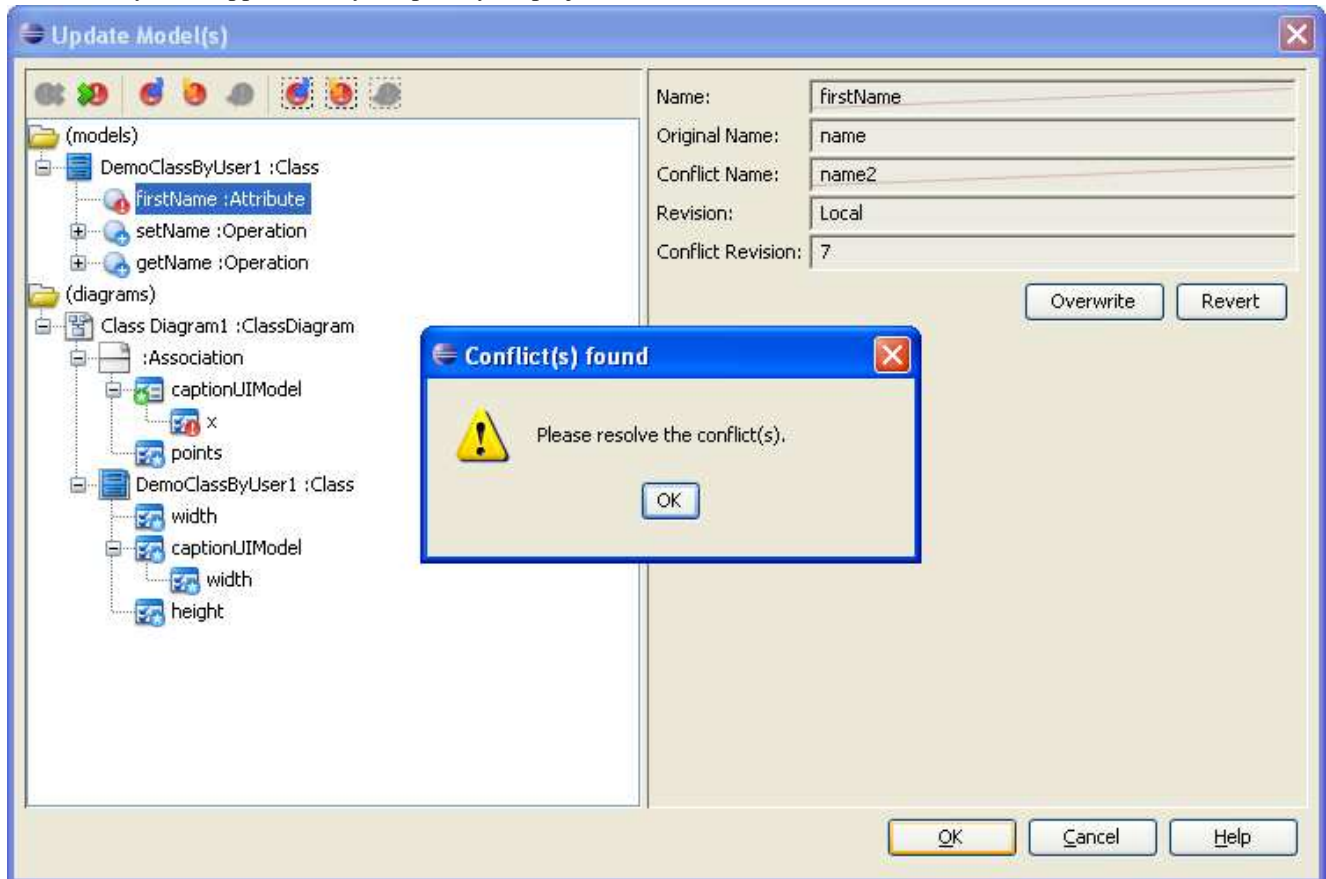 Update Model(s)
(models)
DemoClassByUser1 :Class
firstName :Attribute
setName :Operation
getName :Operation
(diagrams)
Class Diagram1 :ClassDiagram
:Association
captionUIModel
x
points
DemoClassByUser1 :Class
width
captionUIModel
width
height
Name: firstName
Original Name: name
Conflict Name: name2
Revision: Local
Conflict Revision: 7
Overwrite Revert
Conflict(s) found
Please resolve the conflict(s).
OK
OK Cancel Help